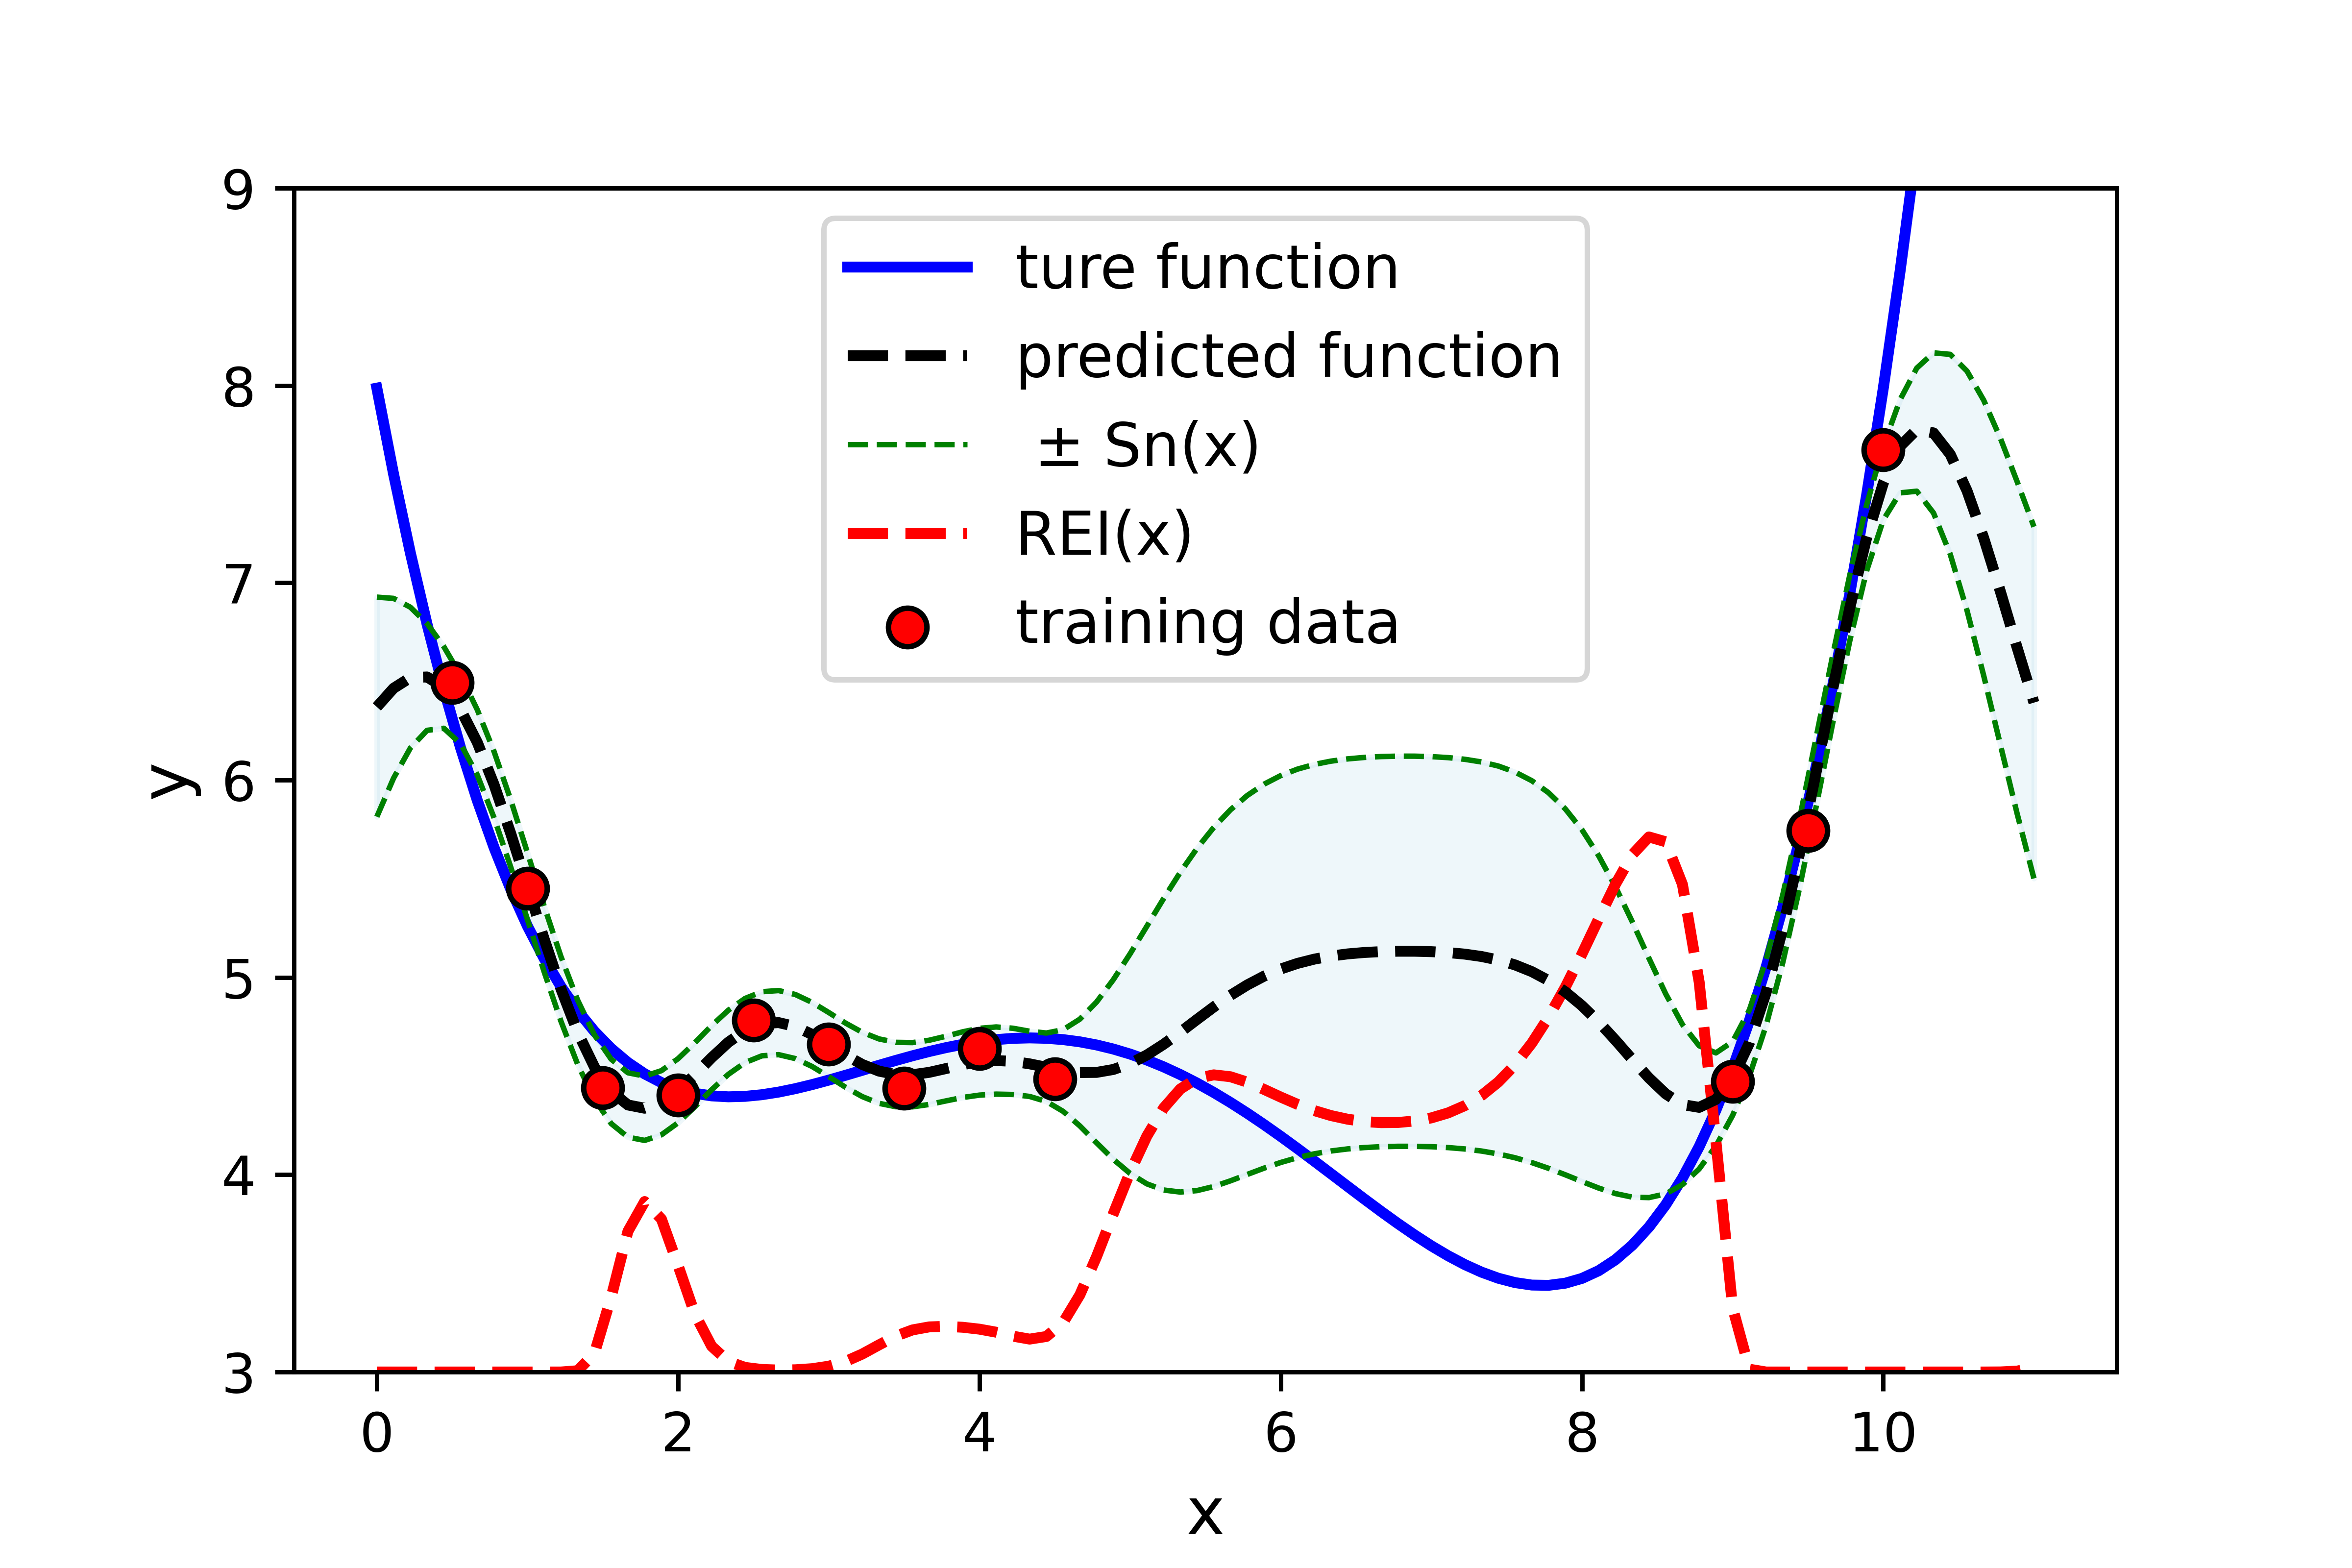 9
8
7
6
5
4
3
y
ture function
predicted function
± Sn(x)
REI(x)
training data
0 2 4 6 8 10
x